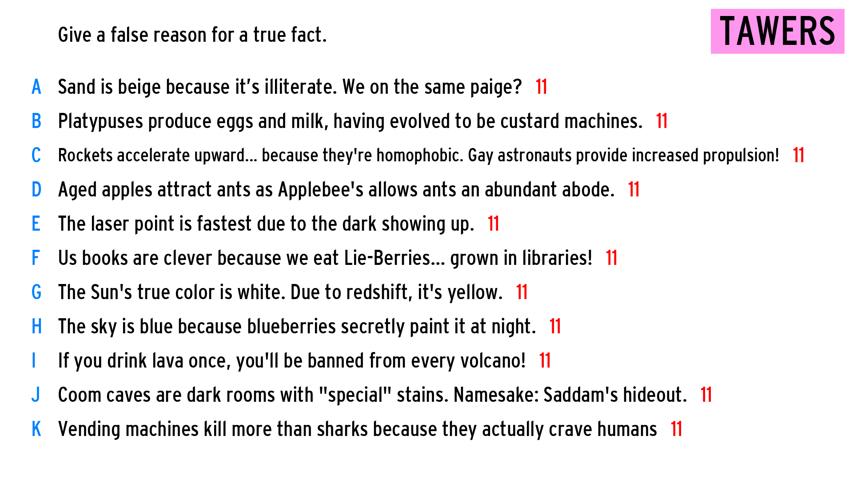 Give a false reason for a true fact.
TAWERS
A Sand is beige because it's illiterate. We on the same paige? 11
B Platypuses produce eggs and milk, having evolved to be custard machines. 11
C Rockets accelerate upward... because they're homophobic. Gay astronauts provide increased propulsion! 11
D Aged apples attract ants as Applebee's allows ants an abundant abode. 11
E The laser point is fastest due to the dark showing up. 11
F Us books are clever because we eat Lie-Berries... grown in libraries! 11
G The Sun's true color is white. Due to redshift, it's yellow. 11
H The sky is blue because blueberries secretly paint it at night. 11
I If you drink lava once, you'll be banned from every volcano! 11
J Coom caves are dark rooms with "special" stains. Namesake: Saddam's hideout. 11
K Vending machines kill more than sharks because they actually crave humans 11